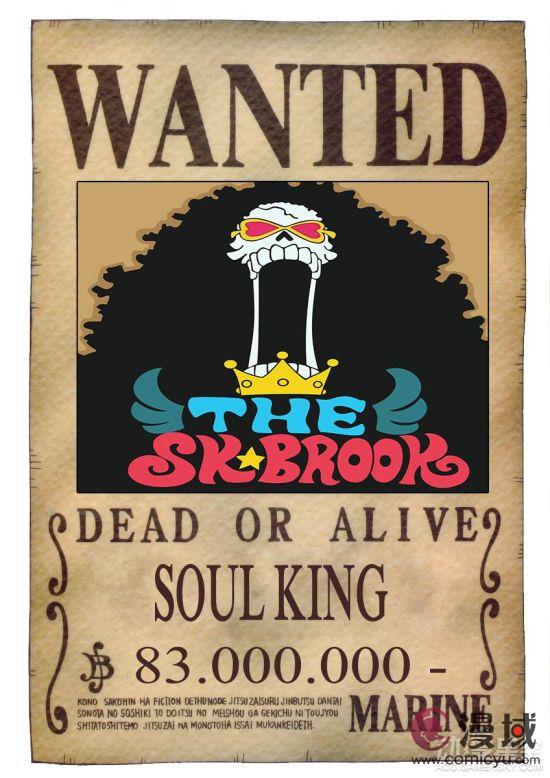 WANTED
THE
SK★BROOK
DEAD OR ALIVE
SOUL KING
฿ 83.000.000 -
KONO SAKUHIN HA FICTION DETHUNODE JITSUZAISURU JINBUTSU DANTAI
SONOTA NO SOSHIKI TO DOITSU NO MEISHOU GA GEKICHU NI TOUJYOU
SHITATOSHITEMO JITSUZAI NA MONOTOHA ISSAI MUKANKEIDETH.
MARINE
漫域
www.comicyu.com